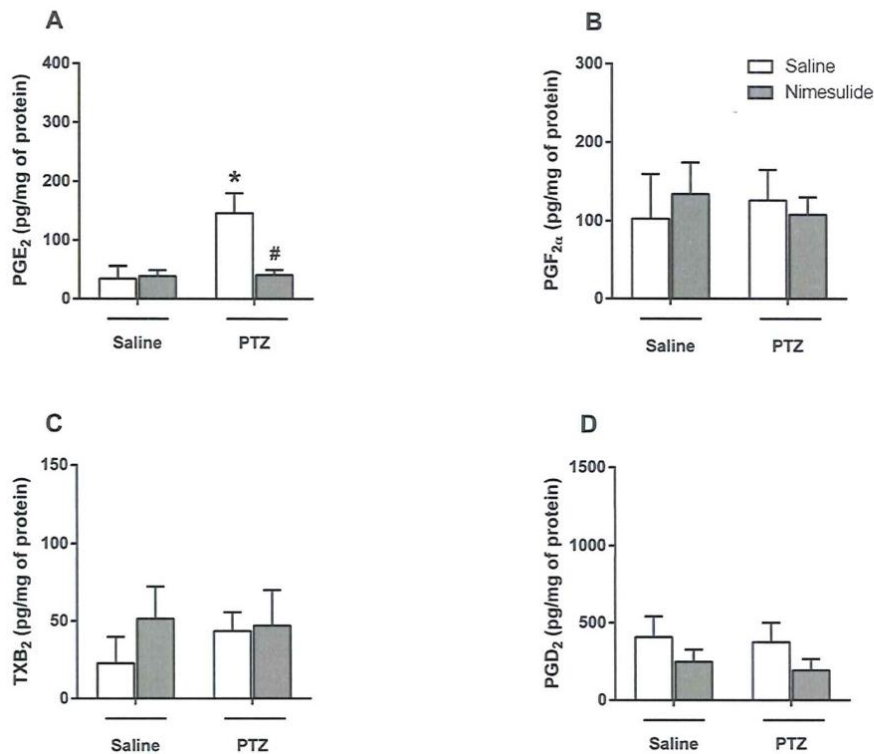 A
PGE₂ (pg/mg of protein)
400
300
200
100
0
*
#
Saline
PTZ
B
PGF₂α (pg/mg of protein)
300
200
100
0
Saline
Nimesulide
Saline
PTZ
C
TXB₂ (pg/mg of protein)
150
100
50
0
Saline
PTZ
D
PGD₂ (pg/mg of protein)
1500
1000
500
0
Saline
PTZ